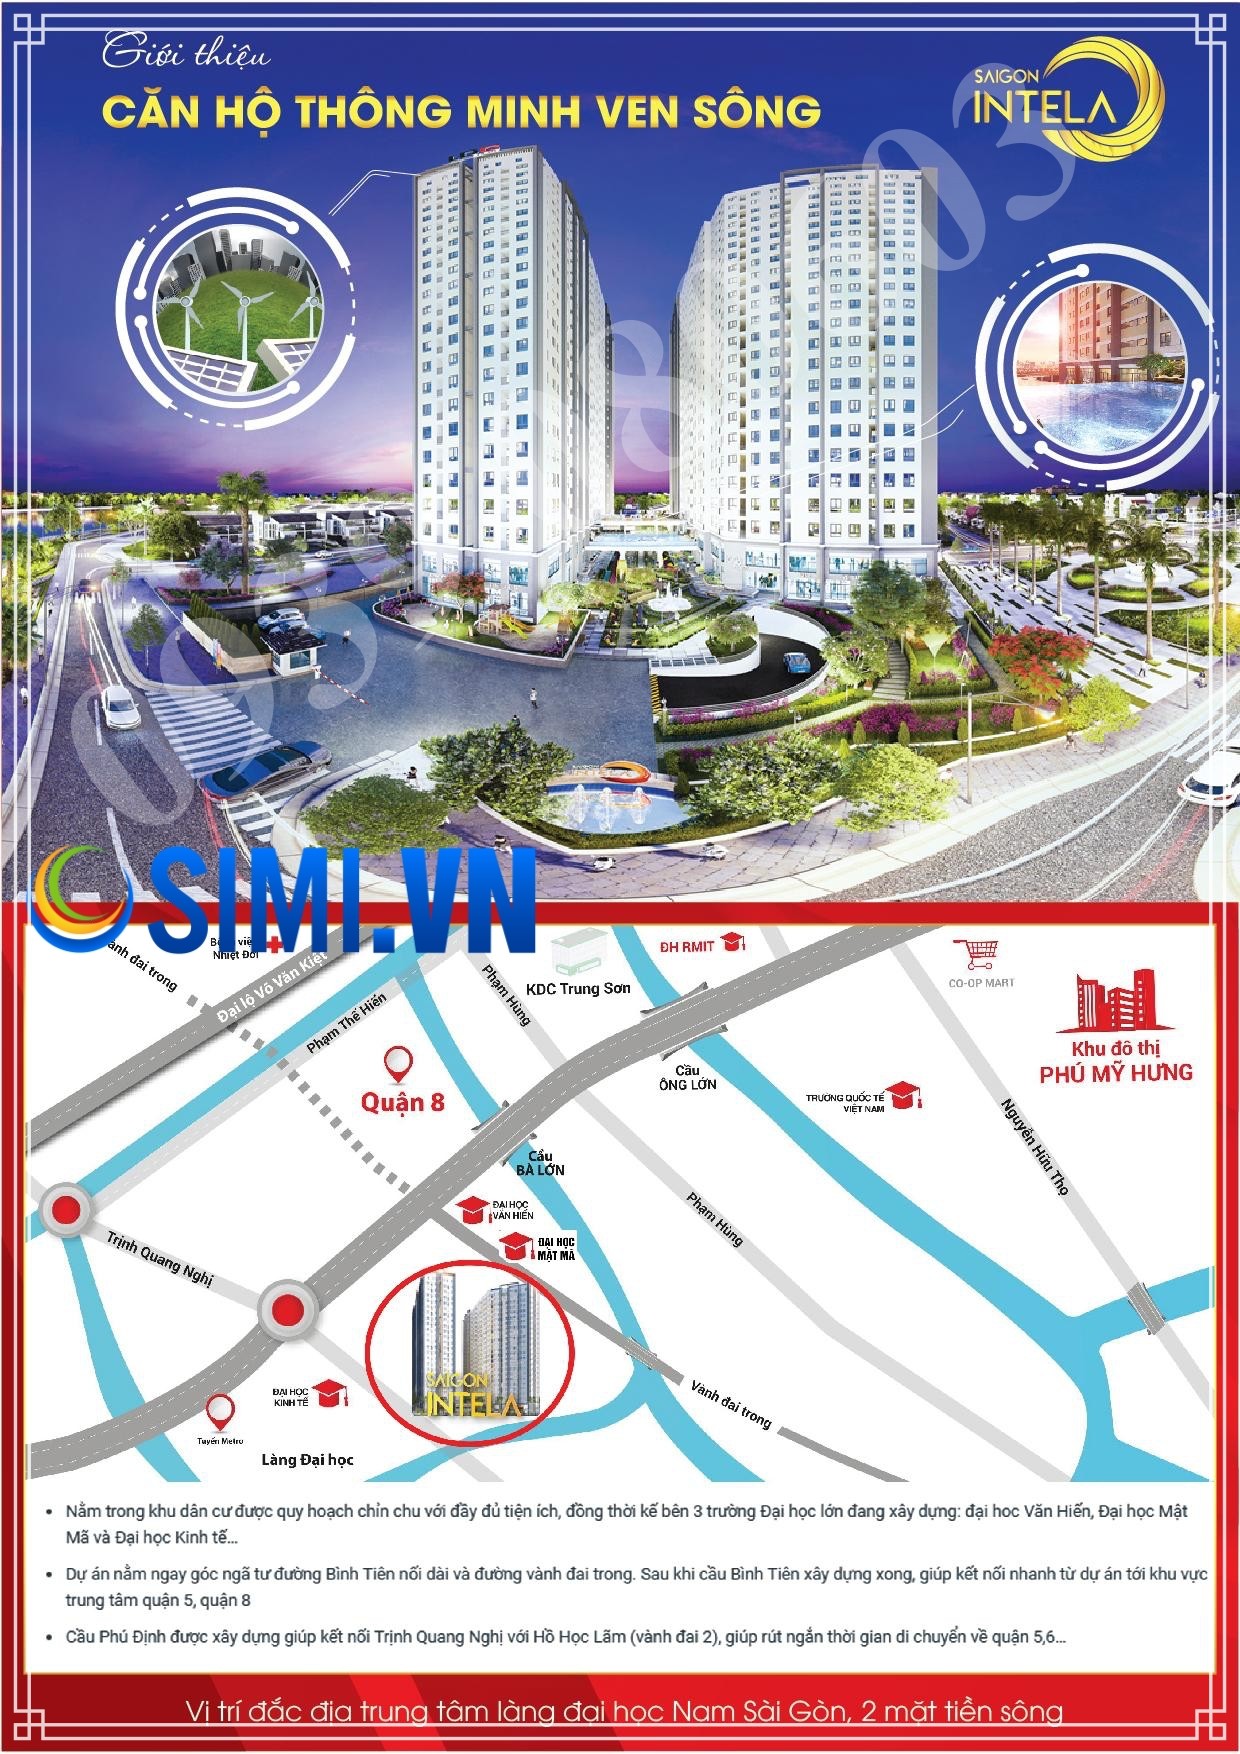 Giới thiệu
CĂN HỘ THÔNG MINH VEN SÔNG
SAIGON
INTELA
SIMI.VN
đai trong
Nhiệt Đới
Đại lộ Võ Văn Kiệt
Phạm Thế Hiển
Phạm Hùng
KDC Trung Sơn
ĐH RMIT
CO-OP MART
Khu đô thị
PHÚ MỸ HƯNG
Quận 8
Cầu
ÔNG LỚN
TRƯỜNG QUỐC TẾ
VIỆT NAM
Nguyễn Hữu Thọ
Cầu
BÀ LỚN
ĐẠI HỌC
VĂN HIẾN
Phạm Hùng
ĐẠI HỌC
MẬT MÃ
Trịnh Quang Nghị
SAIGON
INTELA
ĐẠI HỌC
KINH TẾ
Vành đai trong
Tuyến Metro
Làng Đại học
• Nằm trong khu dân cư được quy hoạch chỉn chu với đầy đủ tiện ích, đồng thời kế bên 3 trường Đại học lớn đang xây dựng: đại hoc Văn Hiến, Đại học Mật
Mã và Đại học Kinh tế...
• Dự án nằm ngay góc ngã tư đường Bình Tiên nối dài và đường vành đai trong. Sau khi cầu Bình Tiên xây dựng xong, giúp kết nối nhanh từ dự án tới khu vực
trung tâm quận 5, quận 8
• Cầu Phú Định được xây dựng giúp kết nối Trịnh Quang Nghị với Hồ Học Lãm (vành đai 2), giúp rút ngắn thời gian di chuyển về quận 5,6...
Vị trí đắc địa trung tâm làng đại học Nam Sài Gòn, 2 mặt tiền sông